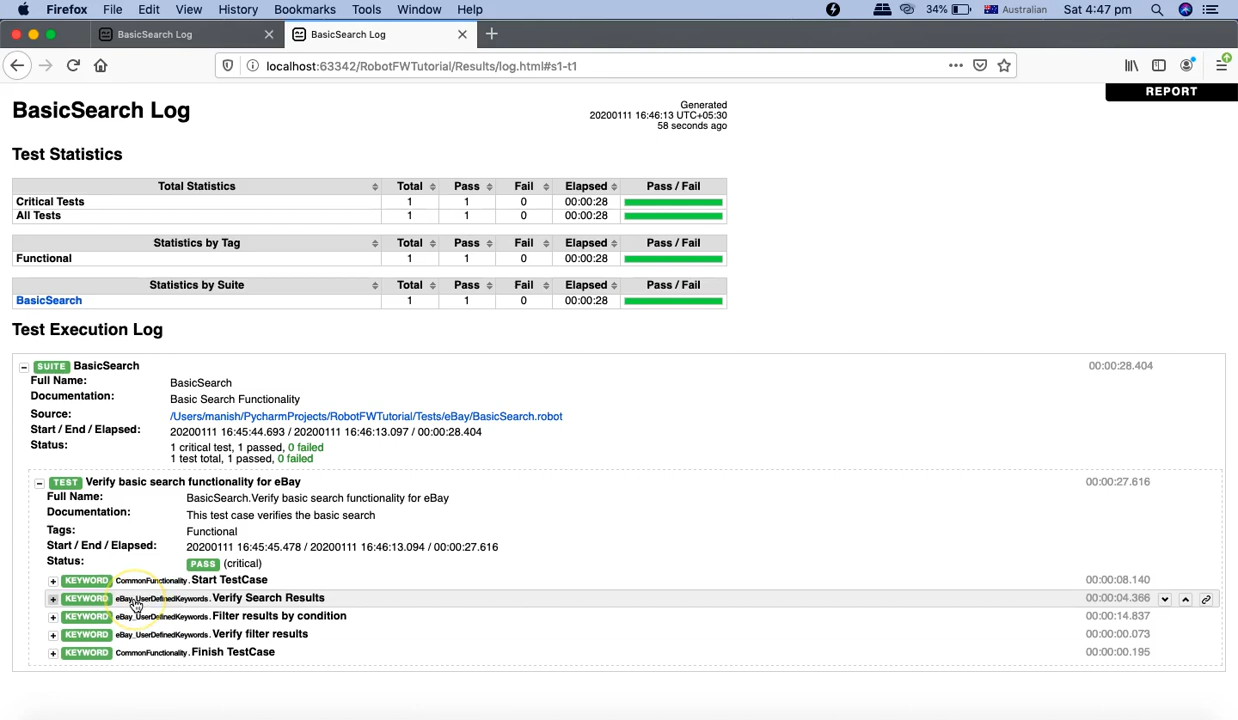 Firefox File Edit View History Bookmarks Tools Window Help 34% Australian Sat 4:47 pm
BasicSearch Log BasicSearch Log
localhost:63342/RobotFWTutorial/Results/log.html#s1-t1
REPORT
BasicSearch Log
Generated
20200111 16:46:13 UTC+05:30
58 seconds ago
Test Statistics
Total Statistics Total Pass Fail Elapsed Pass / Fail
Critical Tests 1 1 0 00:00:28
All Tests 1 1 0 00:00:28
Statistics by Tag Total Pass Fail Elapsed Pass / Fail
Functional 1 1 0 00:00:28
Statistics by Suite Total Pass Fail Elapsed Pass / Fail
BasicSearch 1 1 0 00:00:28
Test Execution Log
SUITE BasicSearch 00:00:28.404
Full Name: BasicSearch
Documentation: Basic Search Functionality
Source: /Users/manish/PycharmProjects/RobotFWTutorial/Tests/eBay/BasicSearch.robot
Start / End / Elapsed: 20200111 16:45:44.693 / 20200111 16:46:13.097 / 00:00:28.404
Status: 1 critical test, 1 passed, 0 failed
1 test total, 1 passed, 0 failed
TEST Verify basic search functionality for eBay 00:00:27.616
Full Name: BasicSearch.Verify basic search functionality for eBay
Documentation: This test case verifies the basic search
Tags: Functional
Start / End / Elapsed: 20200111 16:45:45.478 / 20200111 16:46:13.094 / 00:00:27.616
Status: PASS (critical)
KEYWORD CommonFunctionality.Start TestCase 00:00:08.140
KEYWORD eBay_UserDefinedKeywords.Verify Search Results 00:00:04.366
KEYWORD eBay_UserDefinedKeywords.Filter results by condition 00:00:14.837
KEYWORD eBay_UserDefinedKeywords.Verify filter results 00:00:00.073
KEYWORD CommonFunctionality.Finish TestCase 00:00:00.195